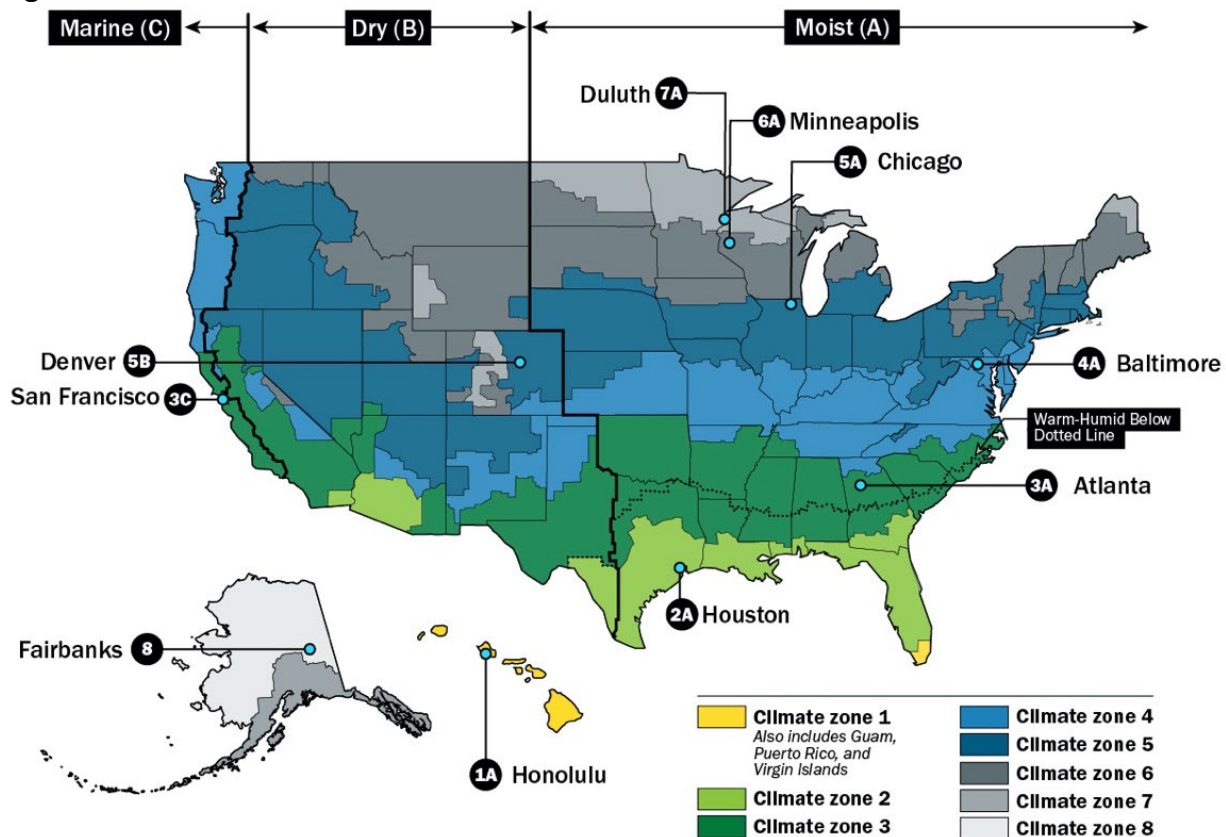 Marine (C)
Dry (B)
Moist (A)
Duluth 7A
6A Minneapolis
5A Chicago
Denver 5B
San Francisco 3C
4A Baltimore
Warm-Humid Below
Dotted Line
3A Atlanta
2A Houston
Fairbanks 8
1A Honolulu
Climate zone 1
Also includes Guam,
Puerto Rico, and
Virgin Islands
Climate zone 2
Climate zone 3
Climate zone 4
Climate zone 5
Climate zone 6
Climate zone 7
Climate zone 8